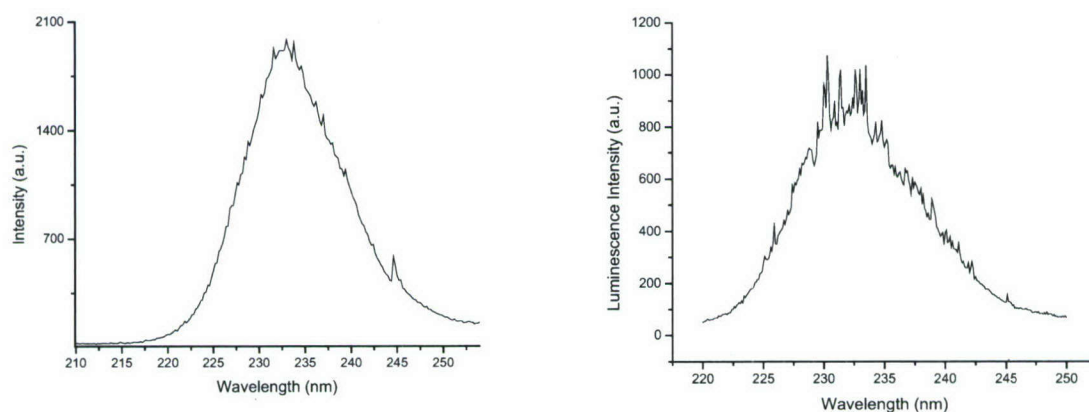 2100
1400
700
Intensity (a.u.)
210 215 220 225 230 235 240 245 250
Wavelength (nm)
1200
1000
800
600
400
200
0
Luminescence Intensity (a.u.)
220 225 230 235 240 245 250
Wavelength (nm)